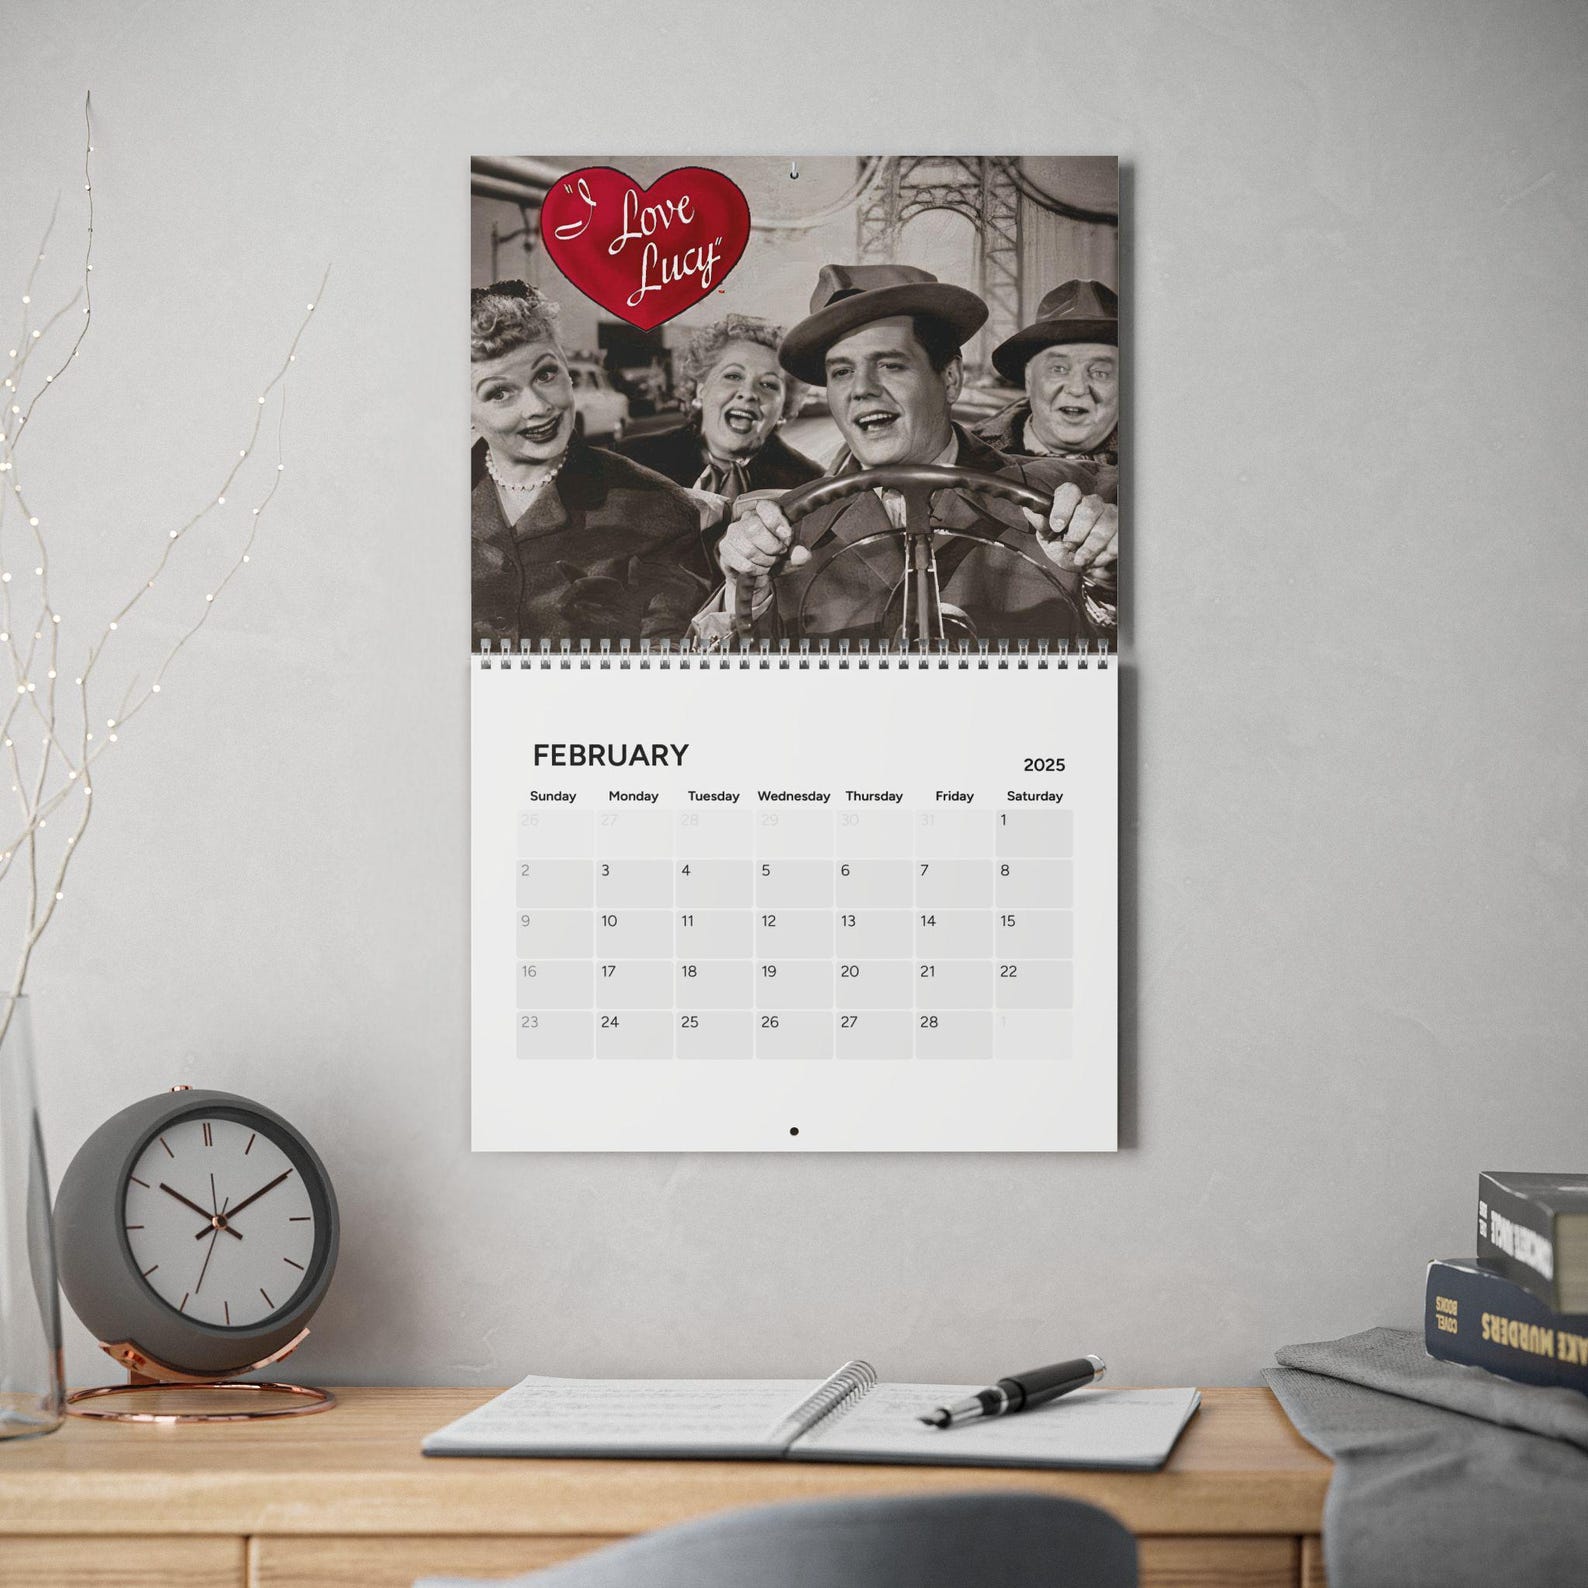 "I
Love
Lucy"
FEBRUARY
2025
Sunday Monday Tuesday Wednesday Thursday Friday Saturday
26 27 28 29 30 31 1
2 3 4 5 6 7 8
9 10 11 12 13 14 15
16 17 18 19 20 21 22
23 24 25 26 27 28 1
COVEL
BOOKS
AKE MURDERS